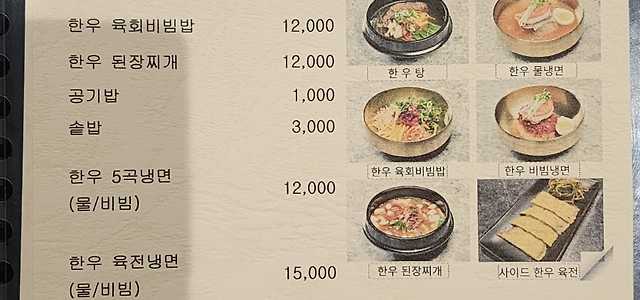 한우 육회비빔밥 12,000
한우 된장찌개 12,000
공기밥 1,000
솥밥 3,000
한우 5곡냉면 12,000
(물/비빔)
한우 육전냉면 15,000
(물/비빔)
한우 탕
한우 물냉면
한우 육회비빔밥
한우 비빔냉면
한우 된장찌개
사이드 한우 육전